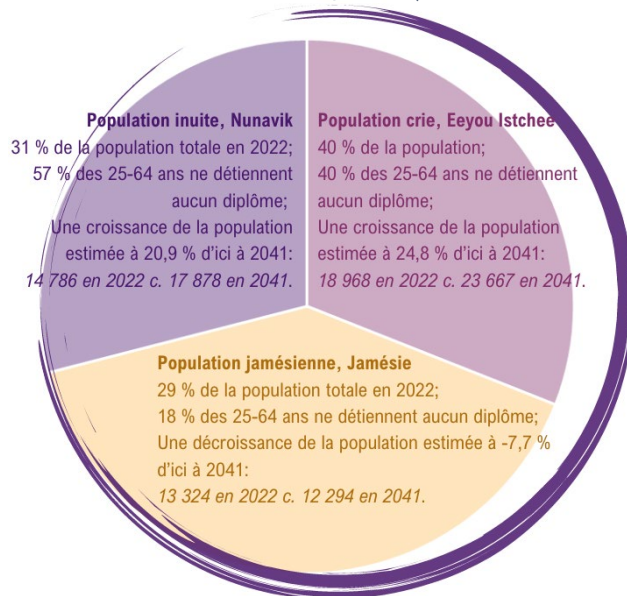 Population inuite, Nunavik
31 % de la population totale en 2022;
57 % des 25-64 ans ne détiennent
aucun diplôme;
Une croissance de la population
estimée à 20,9 % d'ici à 2041:
14 786 en 2022 c. 17 878 en 2041.
Population crie, Eeyou Istchee
40 % de la population;
40 % des 25-64 ans ne détiennent
aucun diplôme;
Une croissance de la population
estimée à 24,8 % d'ici à 2041:
18 968 en 2022 c. 23 667 en 2041.
Population jamésienne, Jamésie
29 % de la population totale en 2022;
18 % des 25-64 ans ne détiennent aucun diplôme;
Une décroissance de la population estimée à -7,7 %
d'ici à 2041:
13 324 en 2022 c. 12 294 en 2041.